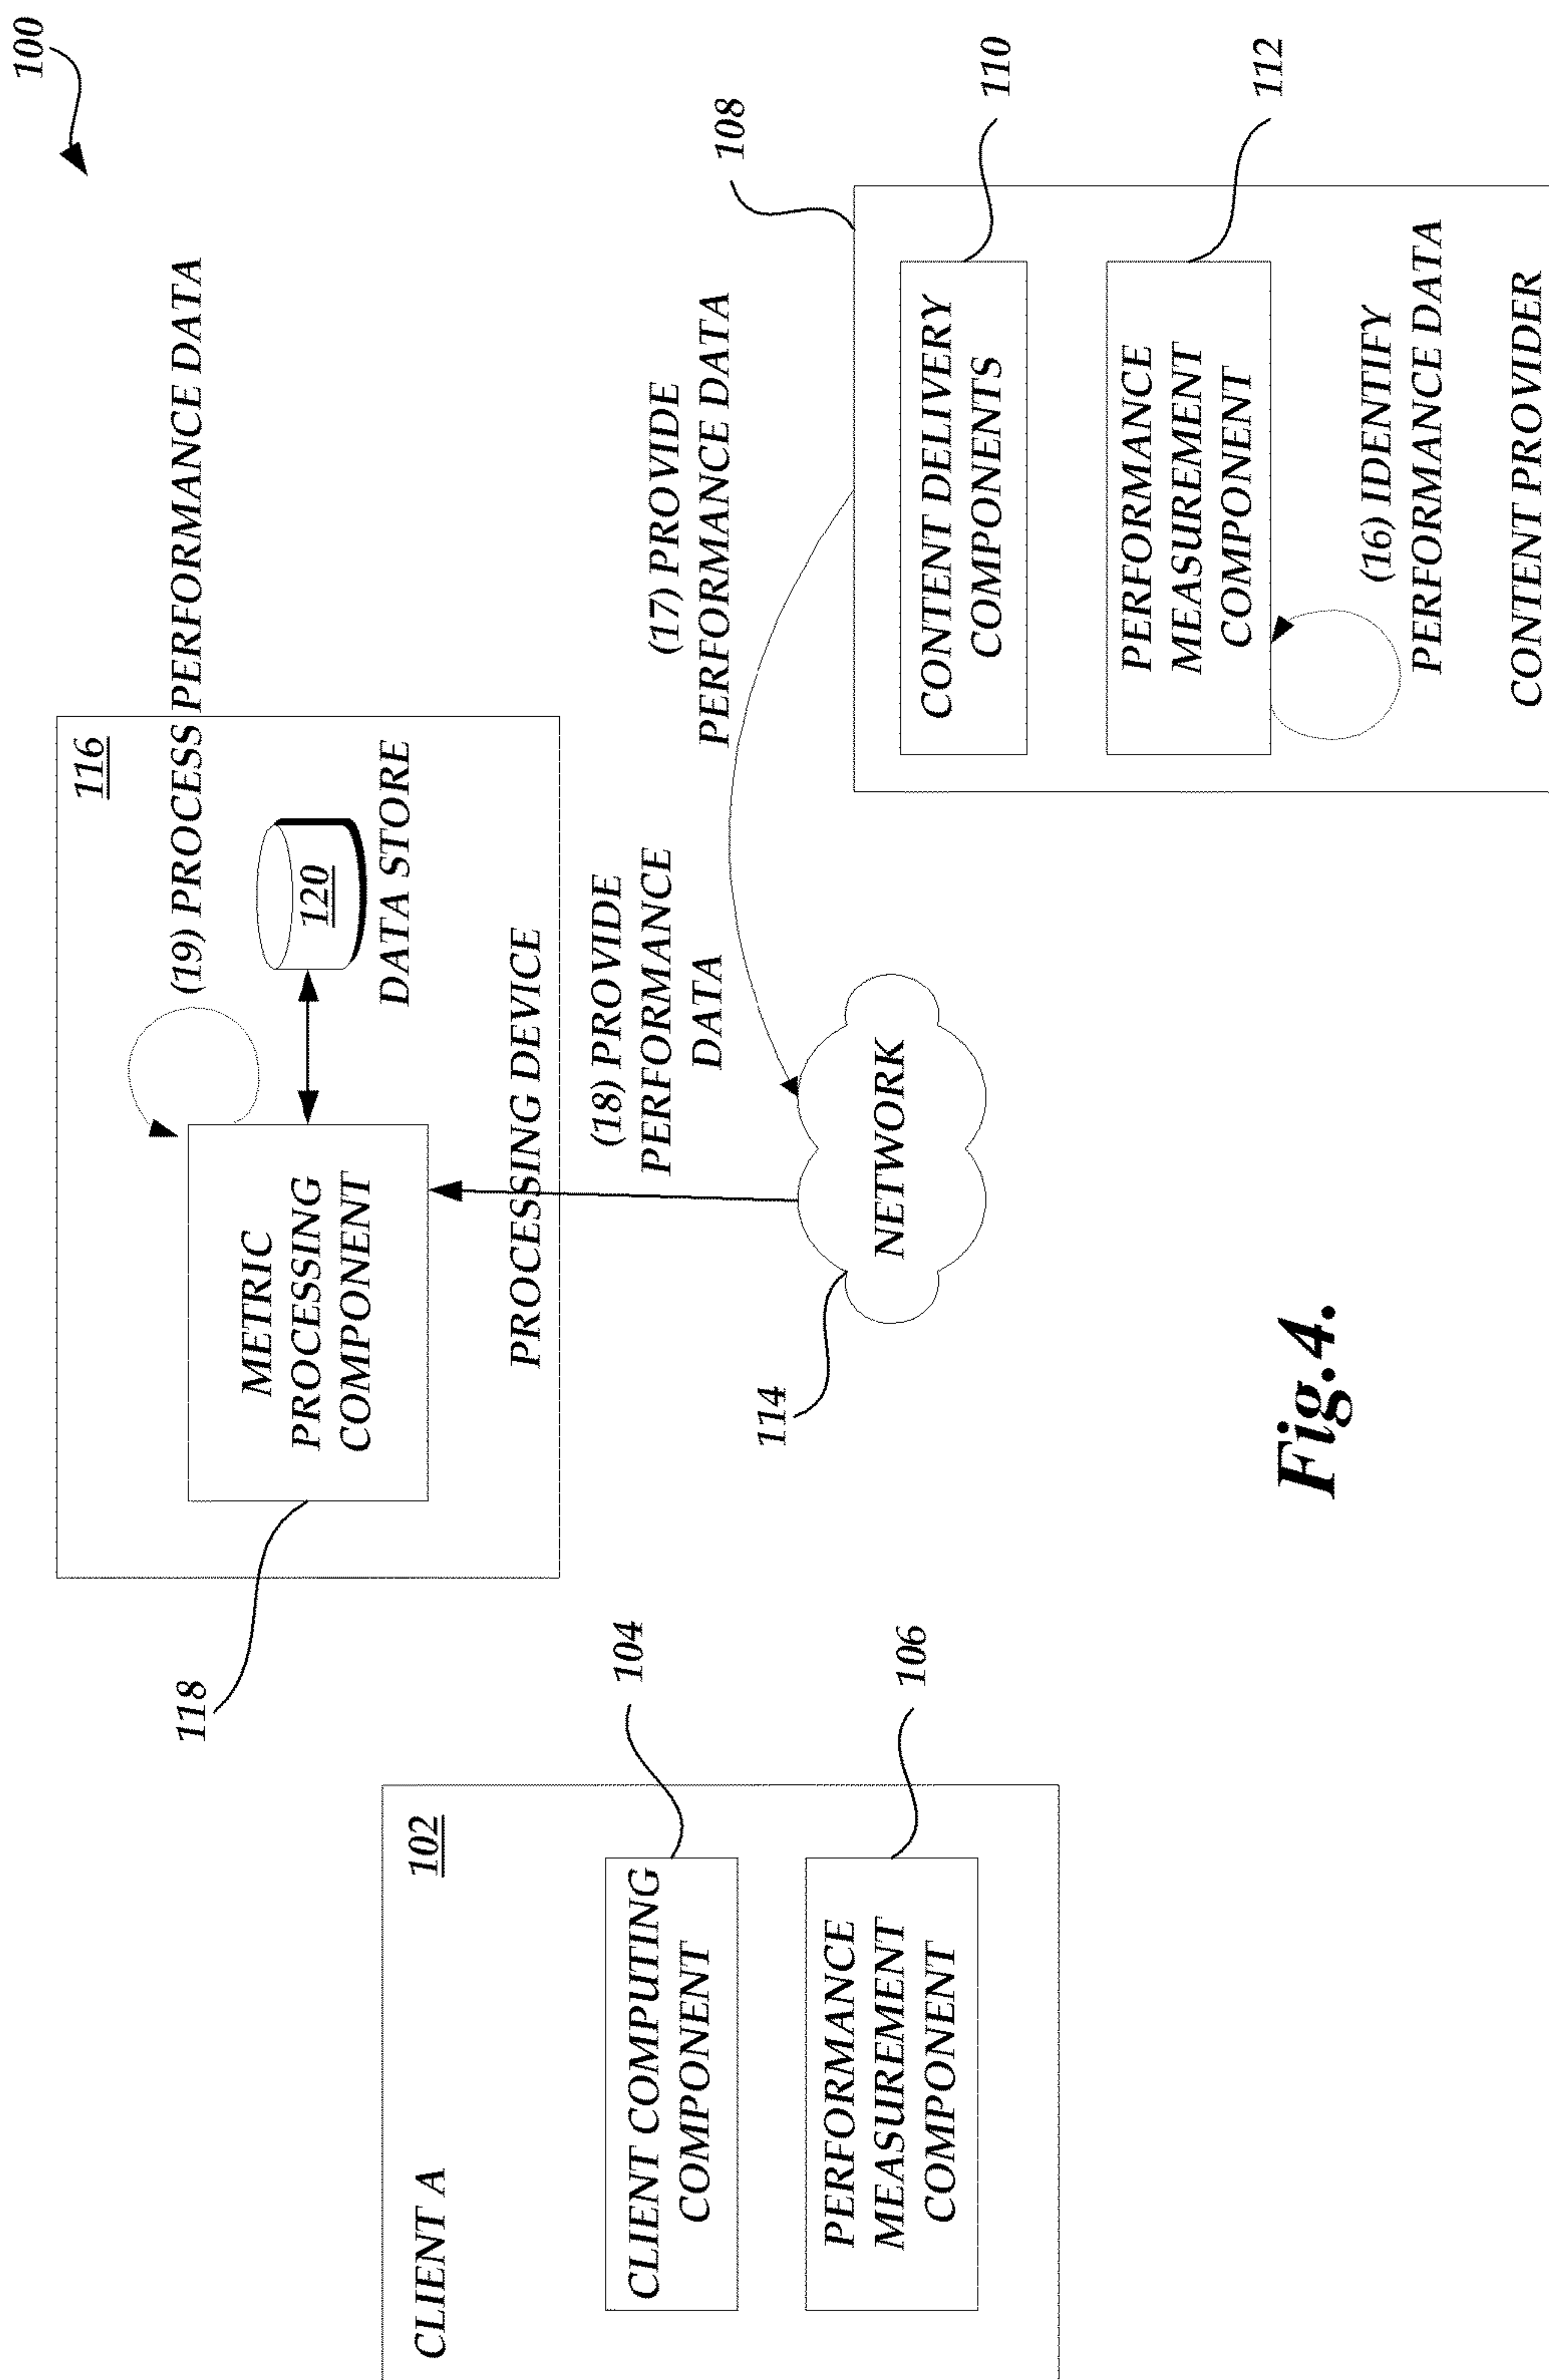 100
116
(19) PROCESS PERFORMANCE DATA
METRIC
PROCESSING
COMPONENT
120
DATA STORE
PROCESSING DEVICE
118
CLIENT A
102
CLIENT COMPUTING
COMPONENT
104
PERFORMANCE
MEASUREMENT
COMPONENT
106
(18) PROVIDE
PERFORMANCE
DATA
(17) PROVIDE
PERFORMANCE DATA
NETWORK
114
108
CONTENT DELIVERY
COMPONENTS
110
PERFORMANCE
MEASUREMENT
COMPONENT
112
(16) IDENTIFY
PERFORMANCE DATA
CONTENT PROVIDER
Fig.4.